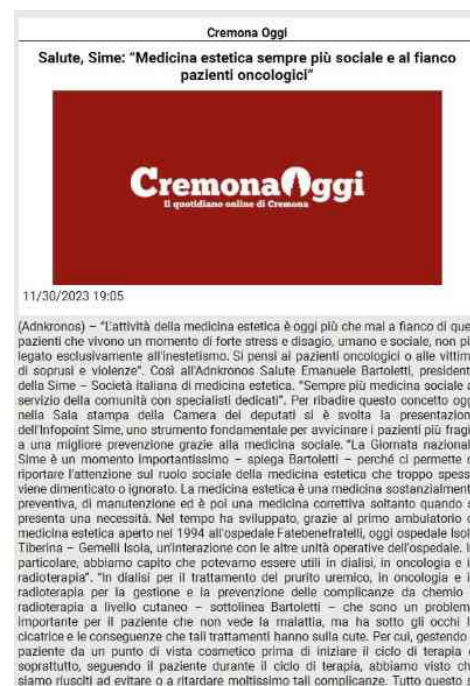 Cremona Oggi
Salute, Sime: "Medicina estetica sempre più sociale e al fianco
pazienti oncologici"
CremonaOggi
Il quotidiano online di Cremona
11/30/2023 19:05
(Adnkronos) – "L'attività della medicina estetica è oggi più che mai a fianco di que
pazienti che vivono un momento di forte stress e disagio, umano e sociale, non pi
legato esclusivamente all'inestetismo. Si pensi ai pazienti oncologici o alle vittim
di soprusi e violenze". Così all'Adnkronos Salute Emanuele Bartoletti, president
della Sime – Società italiana di medicina estetica. "Sempre più medicina sociale a
servizio della comunità con specialisti dedicati". Per ribadire questo concetto ogg
nella Sala stampa della Camera dei deputati si è svolta la presentazion
dell'Infopoint Sime, uno strumento fondamentale per avvicinare i pazienti più fragi
a una migliore prevenzione grazie alla medicina sociale. "La Giornata nazional
Sime è un momento importantissimo – spiega Bartoletti – perché ci permette d
riportare l'attenzione sul ruolo sociale della medicina estetica che troppo spess
viene dimenticato o ignorato. La medicina estetica è una medicina sostanzialment
preventiva, di manutenzione ed è poi una medicina correttiva soltanto quando s
presenta una necessità. Nel tempo ha sviluppato, grazie al primo ambulatorio d
medicina estetica aperto nel 1994 all'ospedale Fatebenefratelli, oggi ospedale Isol
Tiberina – Gemelli Isola, un'interazione con le altre unità operative dell'ospedale. I
particolare, abbiamo capito che potevamo essere utili in dialisi, in oncologia e i
radioterapia". "In dialisi per il trattamento del prurito uremico, in oncologia e i
radioterapia per la gestione e la prevenzione delle complicanze da chemio
radioterapia a livello cutaneo – sottolinea Bartoletti – che sono un problem
importante per il paziente che non vede la malattia, ma ha sotto gli occhi l
cicatrice e le conseguenze che tali trattamenti hanno sulla cute. Per cui, gestendo
paziente da un punto di vista cosmetico prima di iniziare il ciclo di terapia
soprattutto, seguendo il paziente durante il ciclo di terapia, abbiamo visto ch
siamo riusciti ad evitare o a ritardare moltissimo tali complicanze. Tutto questo s